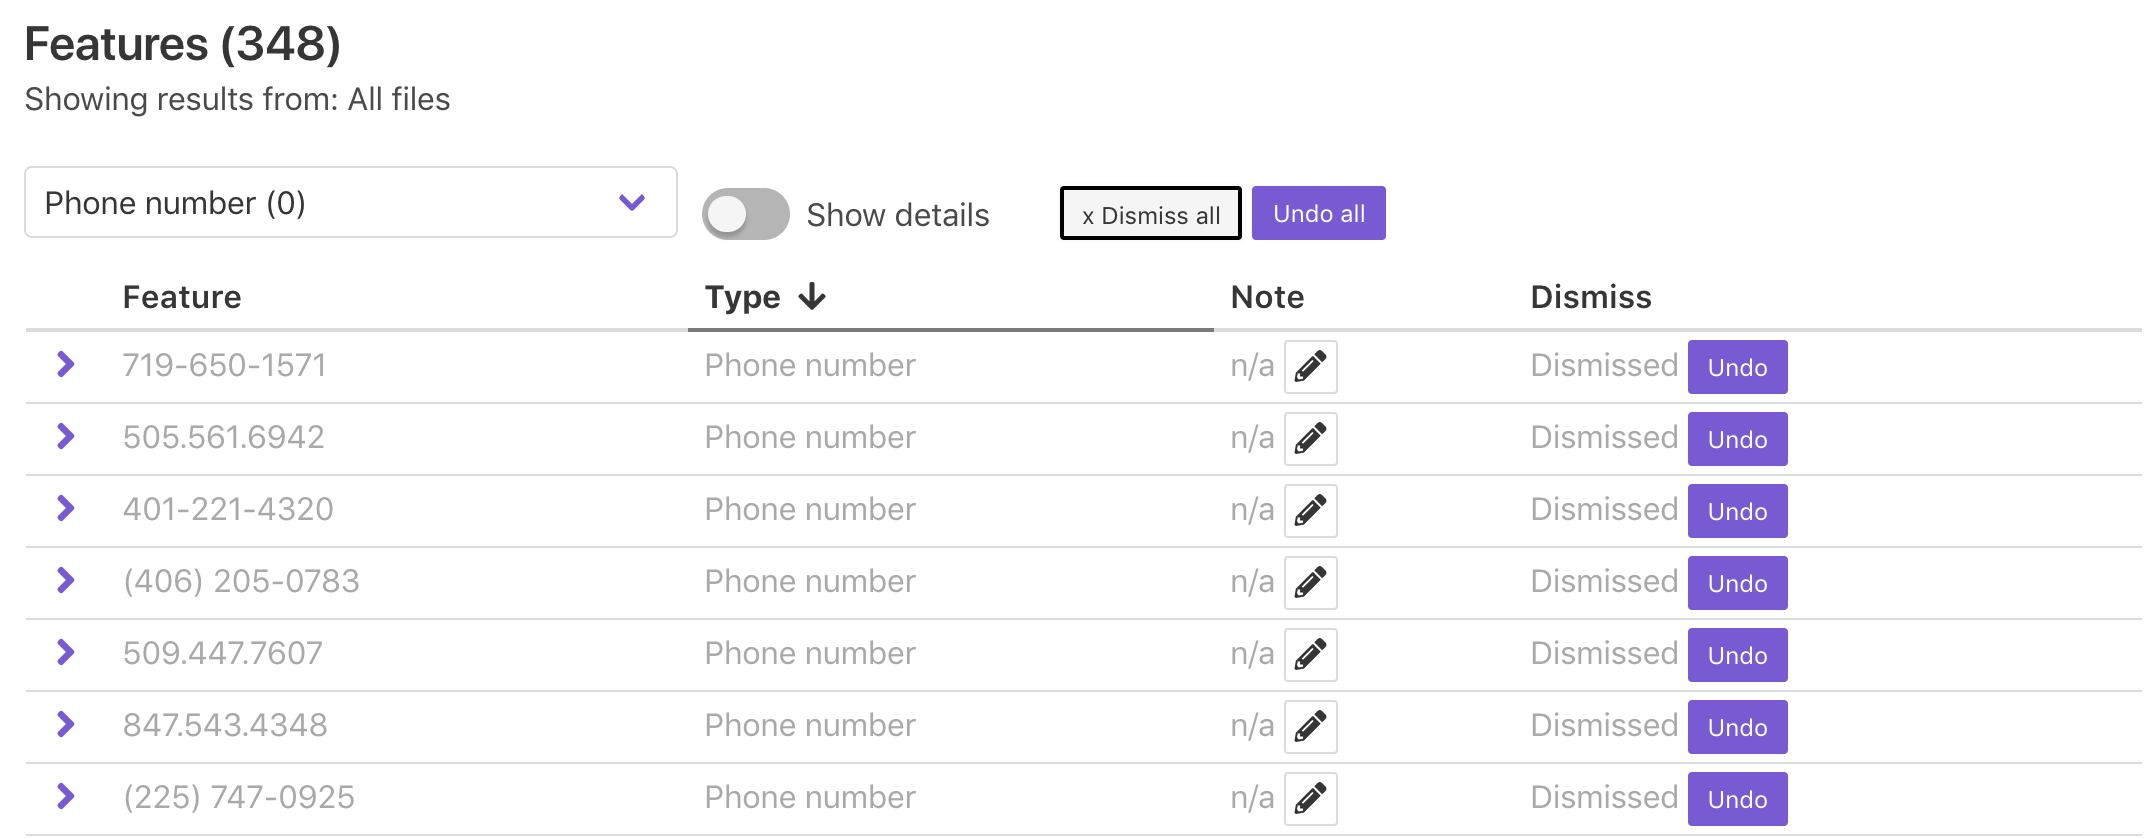 Features (348)
Showing results from: All files
Phone number (0) Show details x Dismiss all Undo all
Feature Type Note Dismiss
719-650-1571 Phone number n/a Dismissed Undo
505.561.6942 Phone number n/a Dismissed Undo
401-221-4320 Phone number n/a Dismissed Undo
(406) 205-0783 Phone number n/a Dismissed Undo
509.447.7607 Phone number n/a Dismissed Undo
847.543.4348 Phone number n/a Dismissed Undo
(225) 747-0925 Phone number n/a Dismissed Undo